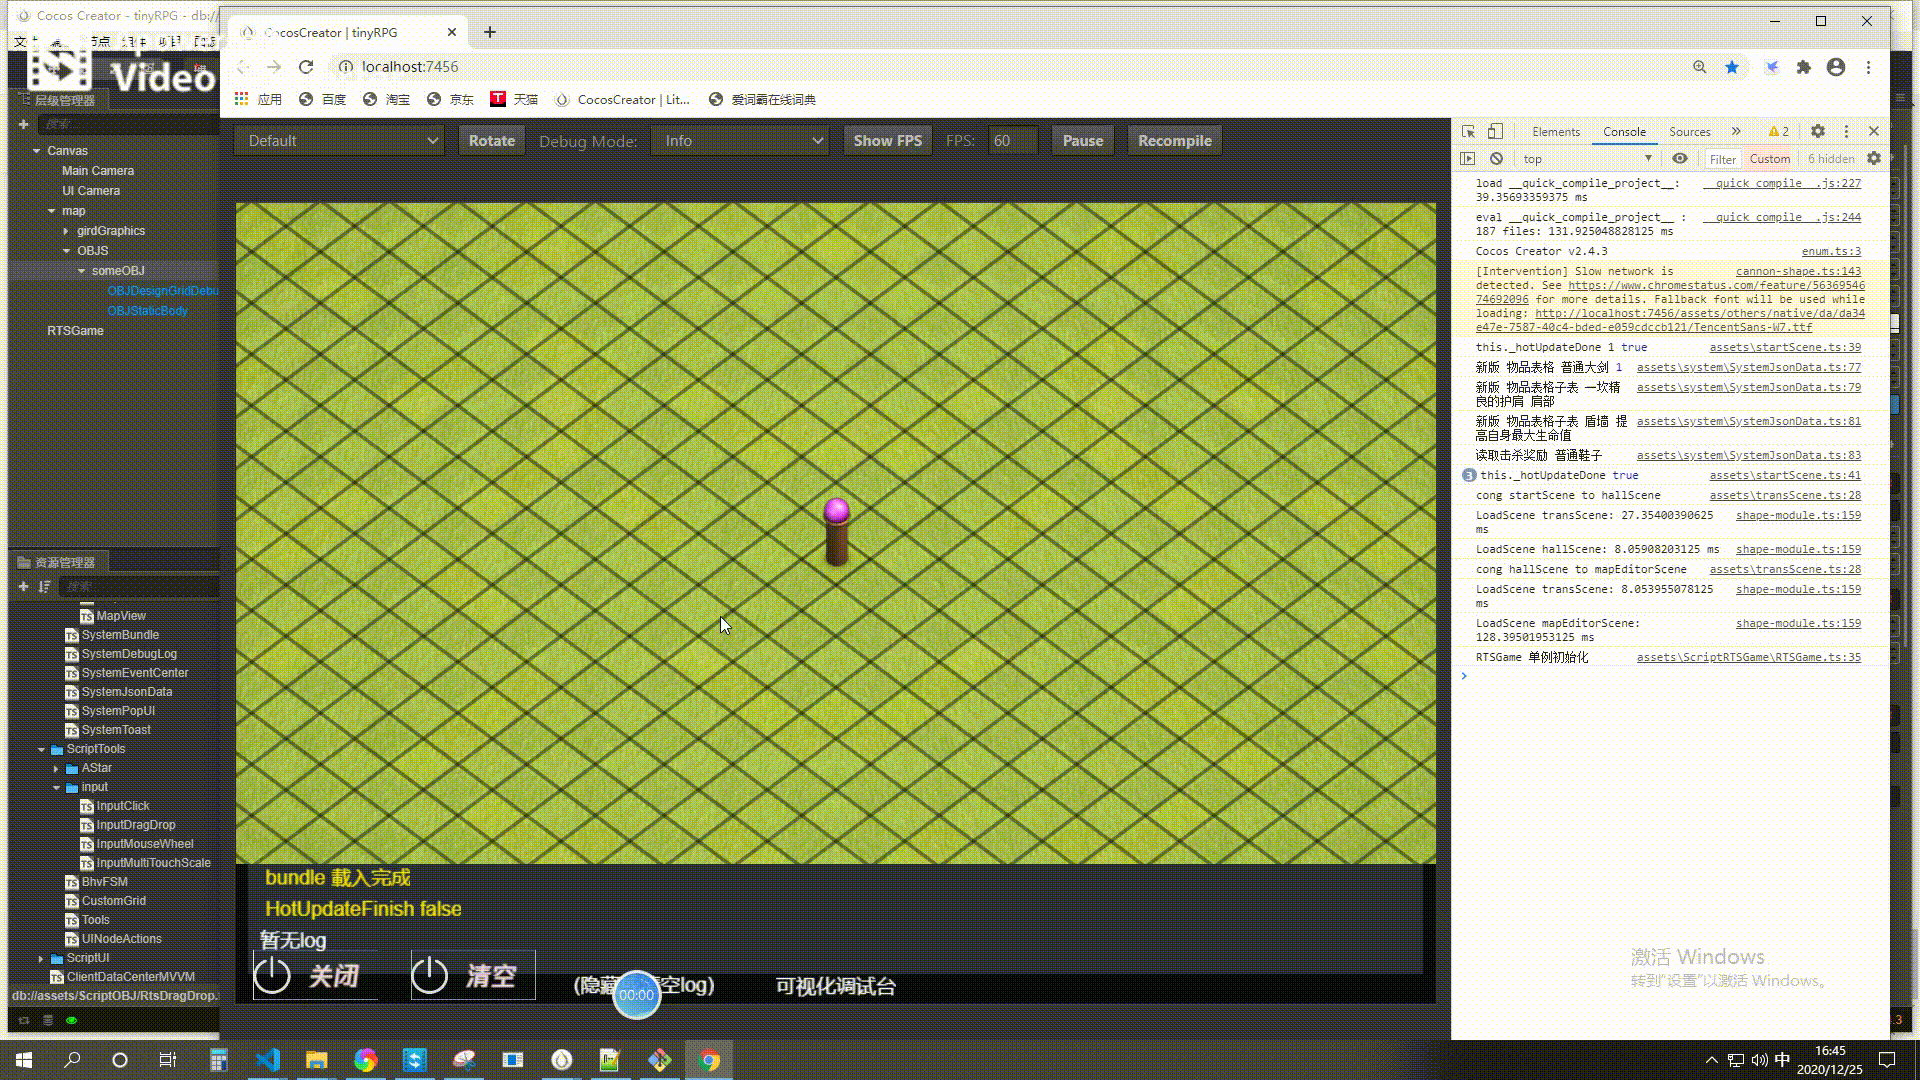 Cocos Creator - tinyRPG - db://
Video
CocosCreator | tinyRPG
localhost:7456
应用
百度
淘宝
京东
天猫
CocosCreator | Lit...
爱词霸在线词典
层级管理器
搜索...
Canvas
Main Camera
UI Camera
map
girdGraphics
OBJS
someOBJ
OBJDesignGridDebu
OBJStaticBody
RTSGame
资源管理器
搜索...
MapView
SystemBundle
SystemDebugLog
SystemEventCenter
SystemJsonData
SystemPopUI
SystemToast
ScriptTools
AStar
Input
InputClick
InputDragDrop
InputMouseWheel
InputMultiTouchScale
BhvFSM
CustomGrid
Tools
UINodeActions
ScriptUI
ClientDataCenterMVVM
db://assets/ScriptOBJ/RtsDragDrop.
Default
Rotate
Debug Mode:
Info
Show FPS
FPS:
60
Pause
Recompile
bundle 載入完成
HotUpdateFinish false
暂无log
关闭
清空
00:00
可视化调试台
Elements
Console
Sources
2
top
Filter
Custom
6 hidden
load __quick_compile_project__: __quick_compile__.js:227
39.35693359375 ms
eval __quick_compile_project__ : __quick_compile__.js:244
187 files: 131.925048828125 ms
Cocos Creator v2.4.3 enum.ts:3
[Intervention] Slow network is cannon-shape.ts:143
detected. See https://www.chromestatus.com/feature/56369546
74692096 for more details. Fallback font will be used while
loading: http://localhost:7456/assets/others/native/da/da34
e47e-7587-40c4-bded-e059cdccb121/TencentSans-W7.ttf
this._hotUpdateDone 1 true assets\startScene.ts:39
新版 物品表格 普通大剑 1 assets\system\SystemJsonData.ts:77
新版 物品表格子表 一坎精 assets\system\SystemJsonData.ts:79
良的护肩 肩部
新版 物品表格子表 盾墙 提 assets\system\SystemJsonData.ts:81
高自身最大生命值
读取击杀奖励 普通鞋子 assets\system\SystemJsonData.ts:83
3 this._hotUpdateDone true assets\startScene.ts:41
cong startScene to hallScene assets\transScene.ts:28
LoadScene transScene: 27.35400390625 shape-module.ts:159
ms
LoadScene hallScene: 8.05908203125 ms shape-module.ts:159
cong hallScene to mapEditorScene assets\transScene.ts:28
LoadScene transScene: 8.053955078125 shape-module.ts:159
ms
LoadScene mapEditorScene: shape-module.ts:159
128.39501953125 ms
RTSGame 单例初始化 assets\ScriptRTSGame\RTSGame.ts:35
激活 Windows
转到“设置”以激活 Windows。
中
16:45
2020/12/25